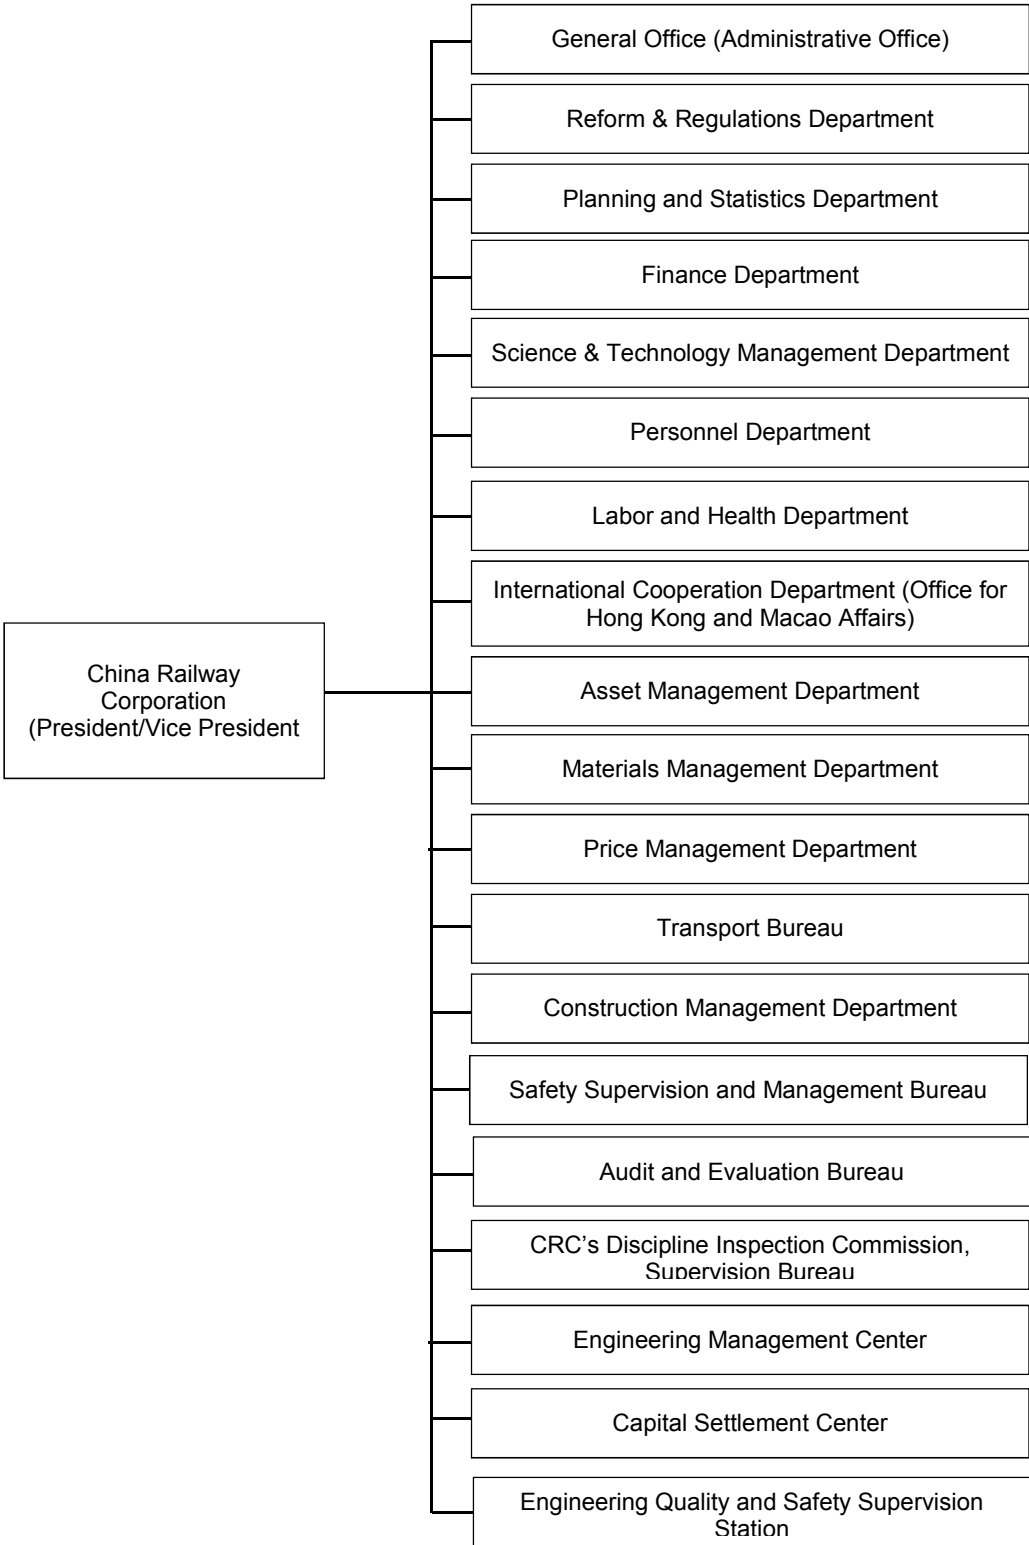 General Office (Administrative Office)
Reform & Regulations Department
Planning and Statistics Department
Finance Department
Science & Technology Management Department
Personnel Department
Labor and Health Department
International Cooperation Department (Office for
Hong Kong and Macao Affairs)
China Railway
Corporation
(President/Vice President
Asset Management Department
Materials Management Department
Price Management Department
Transport Bureau
Construction Management Department
Safety Supervision and Management Bureau
Audit and Evaluation Bureau
CRC’s Discipline Inspection Commission,
Supervision Bureau
Engineering Management Center
Capital Settlement Center
Engineering Quality and Safety Supervision
Station